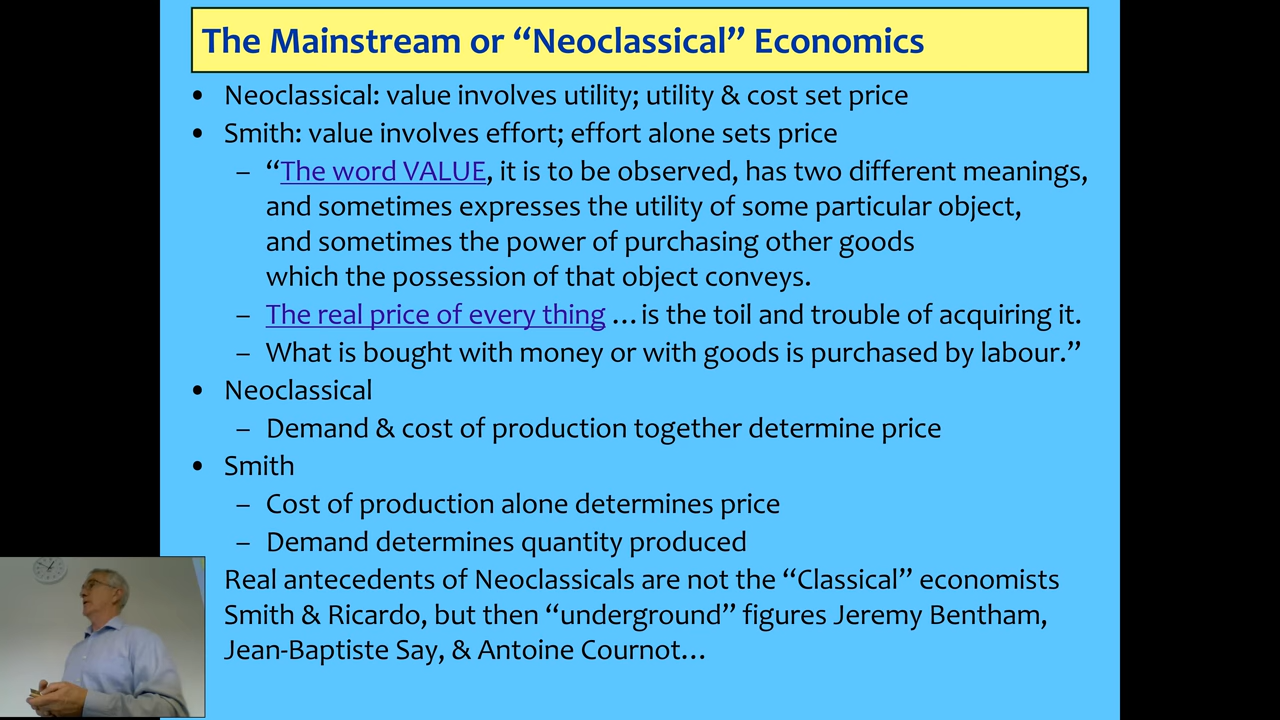 The Mainstream or “Neoclassical” Economics
• Neoclassical: value involves utility; utility & cost set price
• Smith: value involves effort; effort alone sets price
– “The word VALUE, it is to be observed, has two different meanings,
and sometimes expresses the utility of some particular object,
and sometimes the power of purchasing other goods
which the possession of that object conveys.
– The real price of every thing …is the toil and trouble of acquiring it.
– What is bought with money or with goods is purchased by labour.”
• Neoclassical
– Demand & cost of production together determine price
• Smith
– Cost of production alone determines price
– Demand determines quantity produced
Real antecedents of Neoclassicals are not the “Classical” economists
Smith & Ricardo, but then “underground” figures Jeremy Bentham,
Jean-Baptiste Say, & Antoine Cournot…